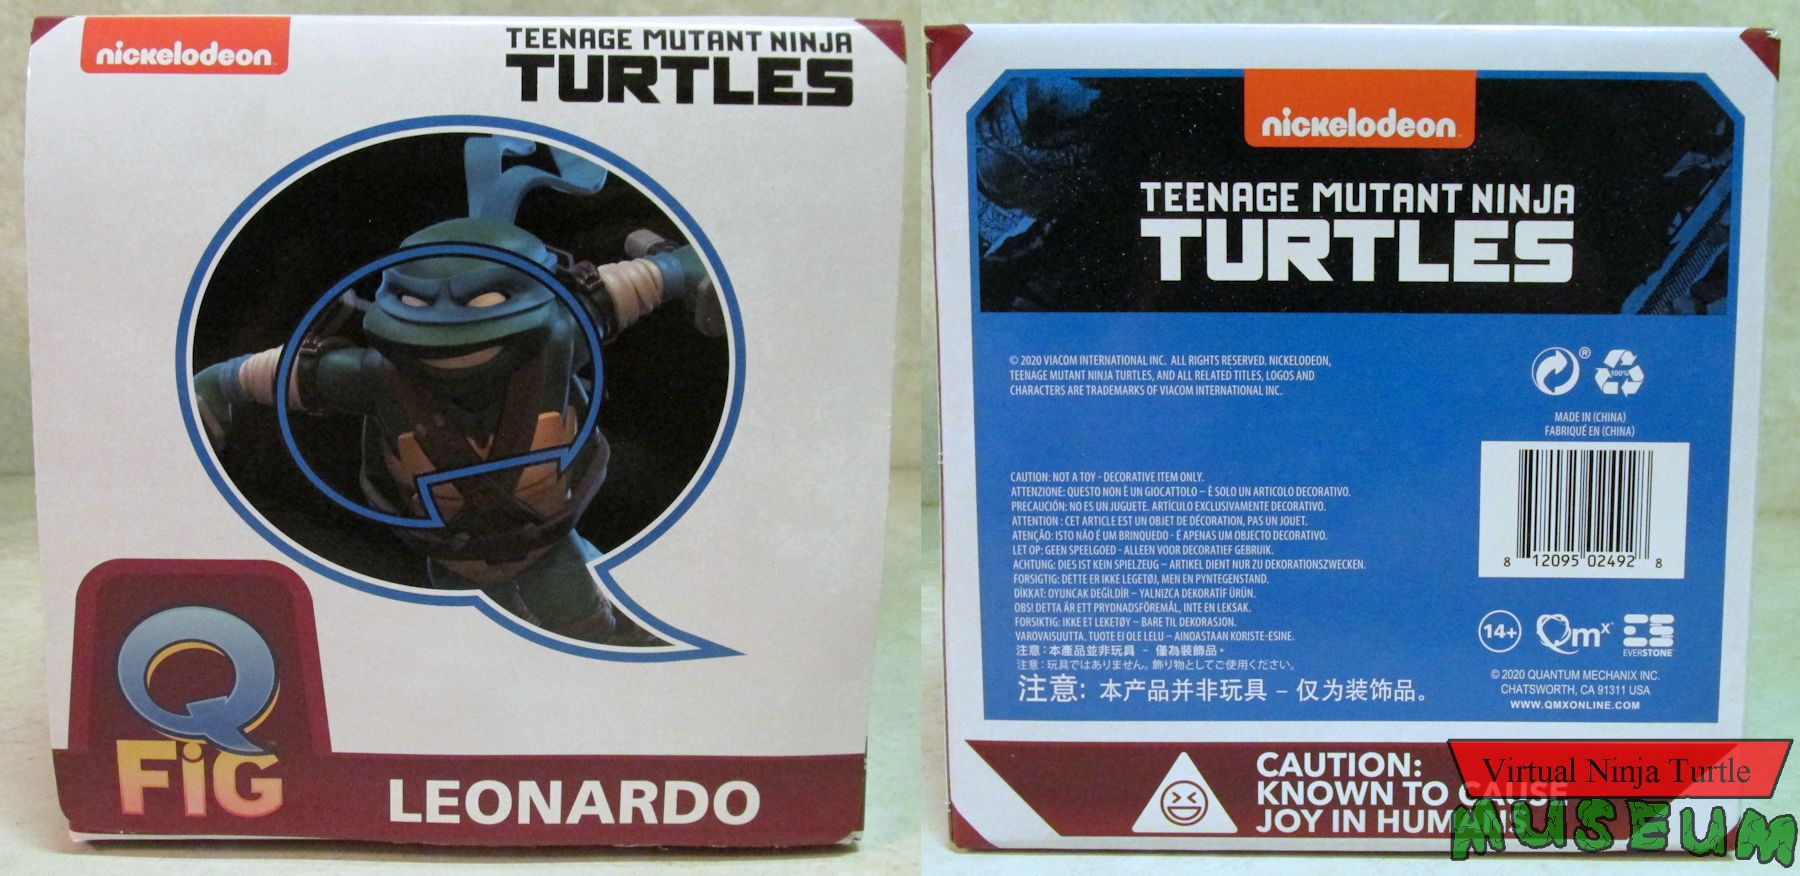 nickelodeon
TEENAGE MUTANT NINJA
TURTLES
Q
FiG
LEONARDO
nickelodeon
TEENAGE MUTANT NINJA
TURTLES
© 2020 VIACOM INTERNATIONAL INC. ALL RIGHTS RESERVED. NICKELODEON,
TEENAGE MUTANT NINJA TURTLES, AND ALL RELATED TITLES, LOGOS AND
CHARACTERS ARE TRADEMARKS OF VIACOM INTERNATIONAL INC.
®
100%
MADE IN (CHINA)
FABRIQUÉ EN (CHINA)
CAUTION: NOT A TOY - DECORATIVE ITEM ONLY.
ATTENZIONE: QUESTO NON È UN GIOCATTOLO – È SOLO UN ARTICOLO DECORATIVO.
PRECAUCIÓN: NO ES UN JUGUETE. ARTÍCULO EXCLUSIVAMENTE DECORATIVO.
ATTENTION : CET ARTICLE EST UN OBJET DE DÉCORATION, PAS UN JOUET.
ATENÇÃO: ISTO NÃO É UM BRINQUEDO - É APENAS UM OBJECTO DECORATIVO.
LET OP: GEEN SPEELGOED - ALLEEN VOOR DECORATIEF GEBRUIK.
ACHTUNG: DIES IST KEIN SPIELZEUG – ARTIKEL DIENT NUR ZU DEKORATIONSZWECKEN.
FORSIGTIG: DETTE ER IKKE LEGETØJ, MEN EN PYNTEGENSTAND.
DİKKAT: OYUNCAK DEĞİLDİR – YALNIZCA DEKORATİF ÜRÜN.
OBS! DETTA ÄR ETT PRYDNADSFÖREMÅL, INTE EN LEKSAK.
FORSIKTIG: IKKE ET LEKETØY – BARE TIL DEKORASJON.
VAROVAISUUTTA. TUOTE EI OLE LELU – AINOASTAAN KORISTE-ESINE.
注意：本產品並非玩具 - 僅為裝飾品。
注意：玩具ではありません。飾り物としてご使用ください。
注意: 本产品并非玩具 – 仅为装饰品。
8 12095 02492 8
14+ Qmx ES
EVERSTONE
© 2020 QUANTUM MECHANIX INC.
CHATSWORTH, CA 91311 USA
WWW.QMXONLINE.COM
CAUTION:
KNOWN TO CAUSE
JOY IN HUMANS
Virtual Ninja Turtle
MUSEUM